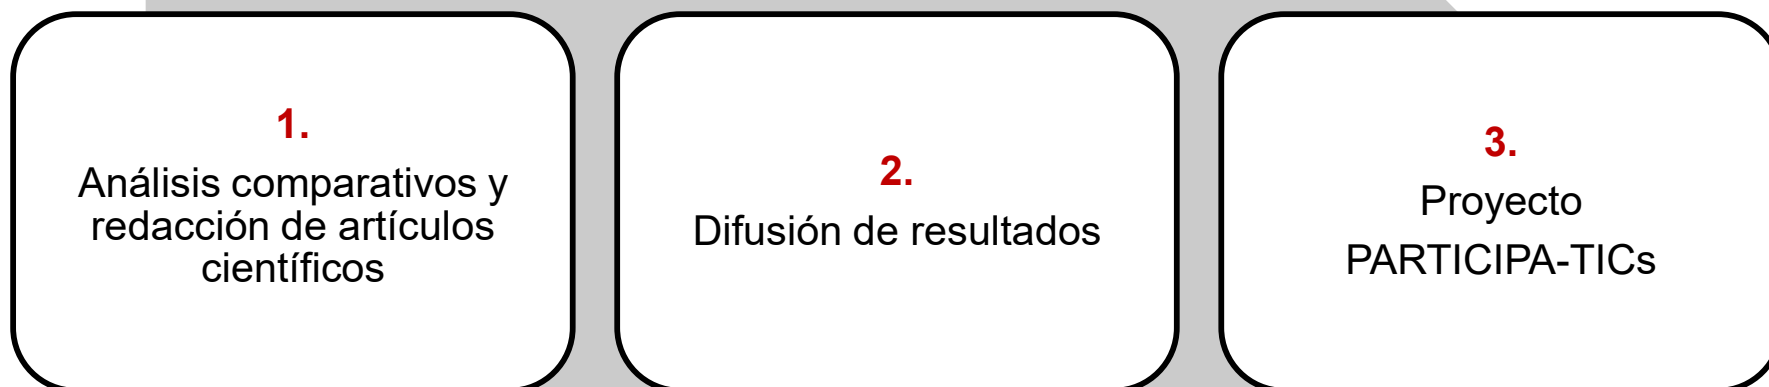 1.
Análisis comparativos y
redacción de artículos
científicos
2.
Difusión de resultados
3.
Proyecto
PARTICIPA-TICs